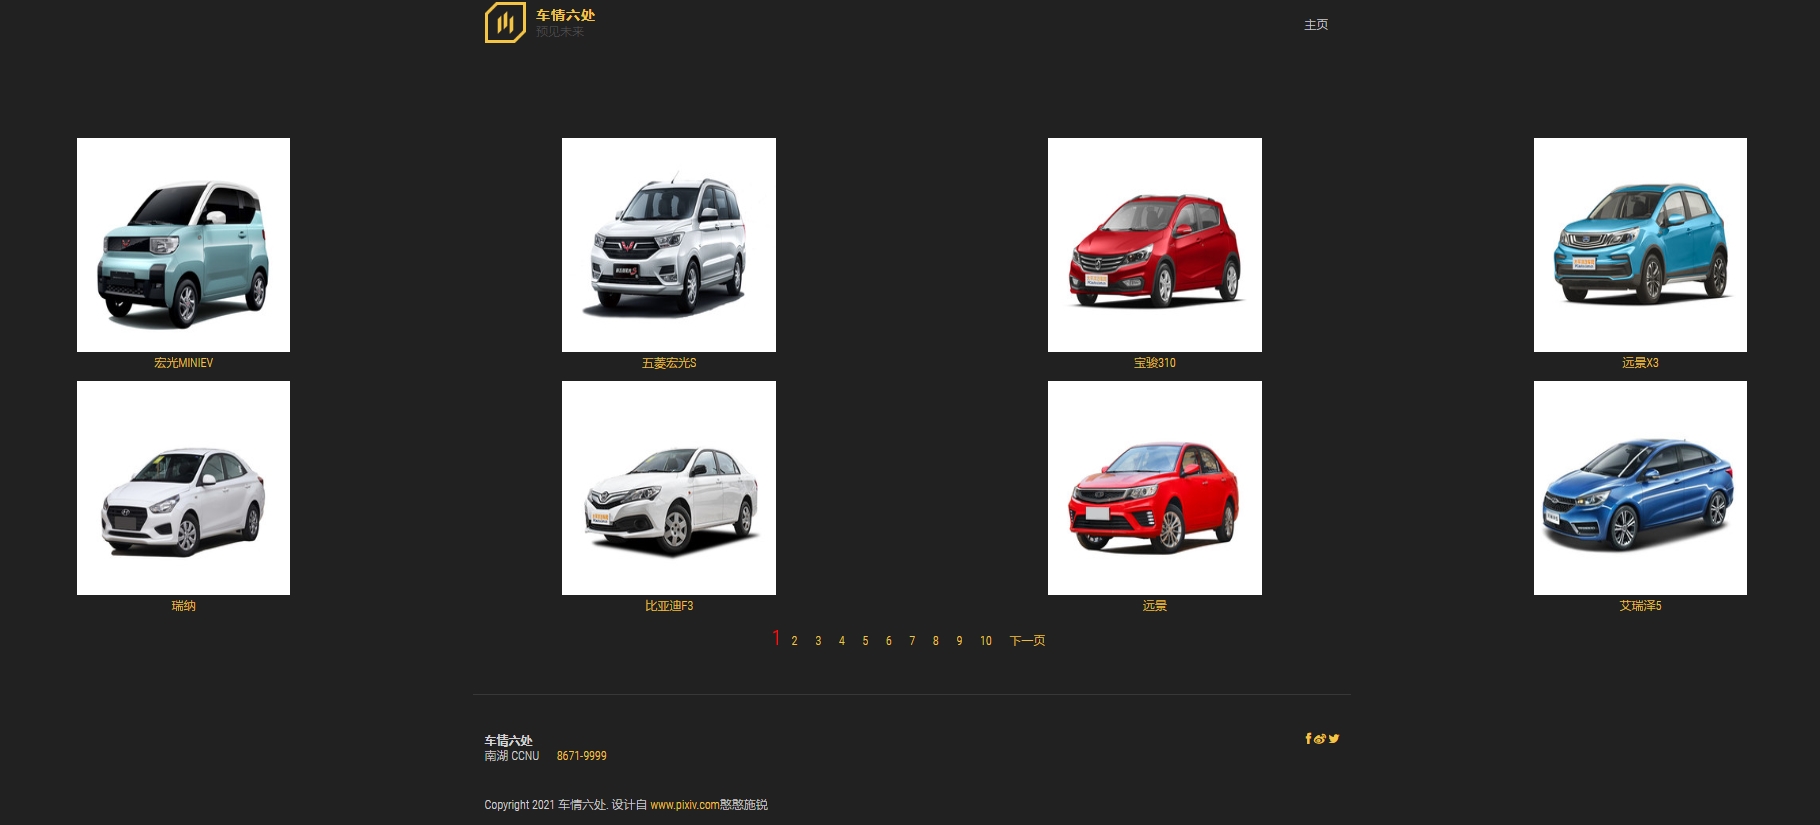 车情六处
预见未来
主页
宏光MINIEV
五菱宏光S
宝骏310
远景X3
瑞纳
比亚迪F3
远景
艾瑞泽5
1 2 3 4 5 6 7 8 9 10 下一页
车情六处
南湖 CCNU 8671-9999
Copyright 2021 车情六处. 设计自 www.pixiv.com憨憨施锐